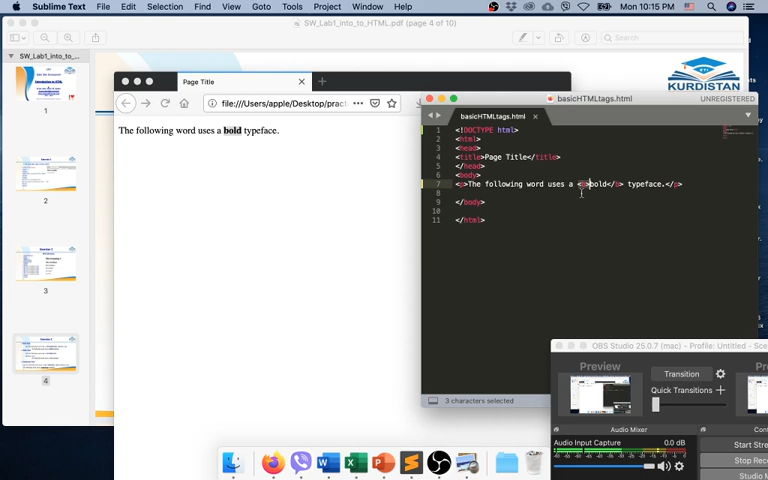 Sublime Text File Edit Selection Find View Goto Tools Project Window Help Mon 10:15 PM
SW_Lab1_into_to_HTML.pdf (page 4 of 10)
Search
SW_Lab1_into_to_...
2
3
4
KURDISTAN
Page Title
file:///Users/apple/Desktop/pract
The following word uses a bold typeface.
basicHTMLtags.html
UNREGISTERED
basicHTMLtags.html
1 <!DOCTYPE html>
2 <html>
3 <head>
4 <title>Page Title</title>
5 </head>
6 <body>
7 <p>The following word uses a <b>bold</b> typeface.</p>
8
9 </body>
10
11 </html>
3 characters selected
OBS Studio 25.0.7 (mac) - Profile: Untitled - Sce
Preview
Transition
Quick Transitions
Audio Mixer
Audio Input Capture 0.0 dB
Start Stre
Stop Reco
Studio M